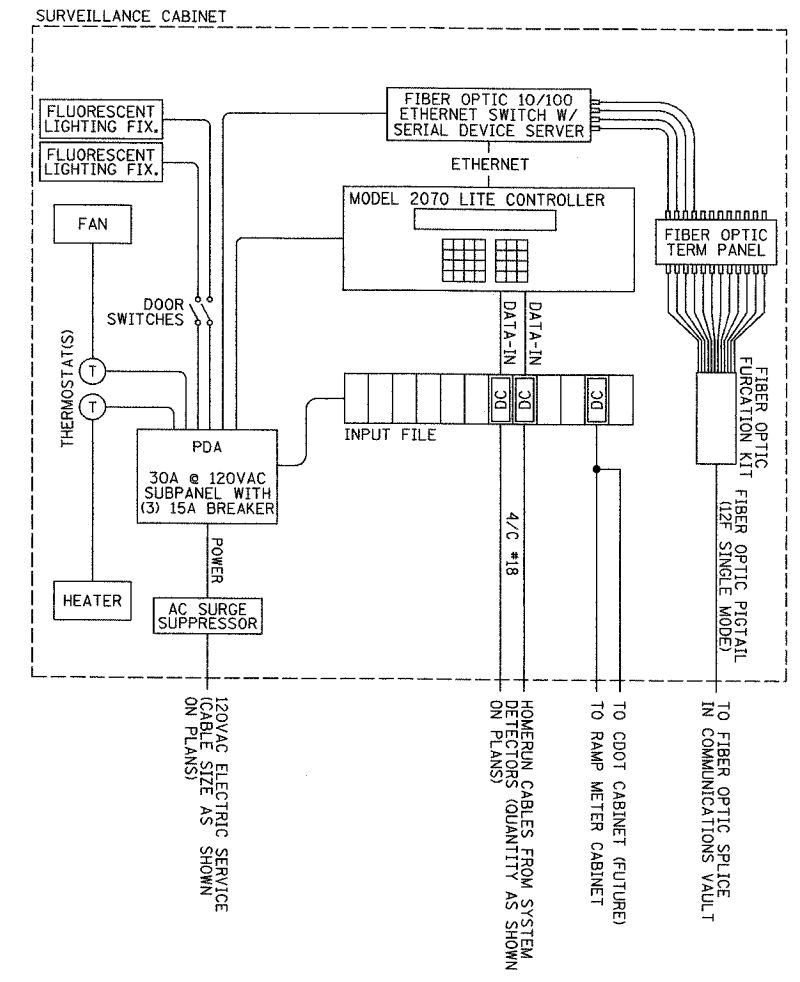 SURVEILLANCE CABINET
FLUORESCENT
LIGHTING FIX.
FLUORESCENT
LIGHTING FIX.
FIBER OPTIC 10/100
ETHERNET SWITCH W/
SERIAL DEVICE SERVER
ETHERNET
MODEL 2070 LITE CONTROLLER
FAN
FIBER OPTIC
TERM PANEL
DOOR
SWITCHES
DATA-IN
DATA-IN
THERMOSTAT(S)
T
T
DC
DC
DC
INPUT FILE
FIBER OPTIC
FURCATION KIT
PDA
30A @ 120VAC
SUBPANEL WITH
(3) 15A BREAKER
POWER
4/C #18
FIBER OPTIC PIGTAIL
(12F SINGLE MODE)
HEATER
AC SURGE
SUPPRESSOR
120VAC ELECTRIC SERVICE
(CABLE SIZE AS SHOWN
ON PLANS)
HOMERUN CABLES FROM SYSTEM
DETECTORS (QUANTITY AS SHOWN
ON PLANS)
TO CDOT CABINET (FUTURE)
TO RAMP METER CABINET
TO FIBER OPTIC SPLICE
IN COMMUNICATIONS VAULT